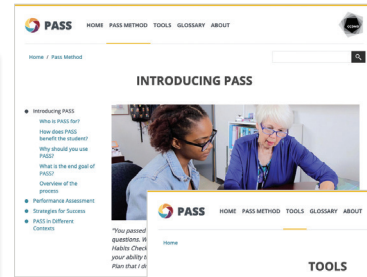 PASS HOME PASS METHOD TOOLS GLOSSARY ABOUT
Home / Pass Method
INTRODUCING PASS
Introducing PASS
Who is PASS for?
How does PASS
benefit the student?
Why should you use
PASS?
What is the end goal of
PASS?
Overview of the
process
Performance Assessment
Strategies for Success
PASS in Different
Contexts
"You passed
questions. W
Habits Check
your ability t
Plan that I d
PASS HOME PASS METHOD TOOLS GLOSSARY ABOUT
Home
TOOLS